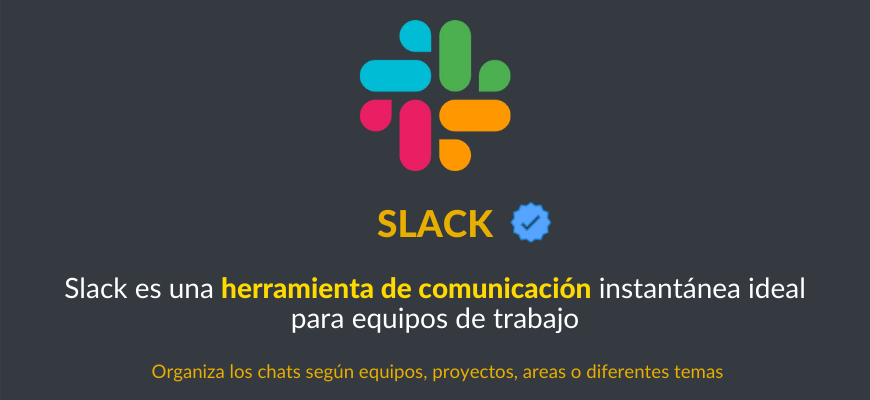 SLACK
Slack es una herramienta de comunicación instantánea ideal
para equipos de trabajo
Organiza los chats según equipos, proyectos, areas o diferentes temas